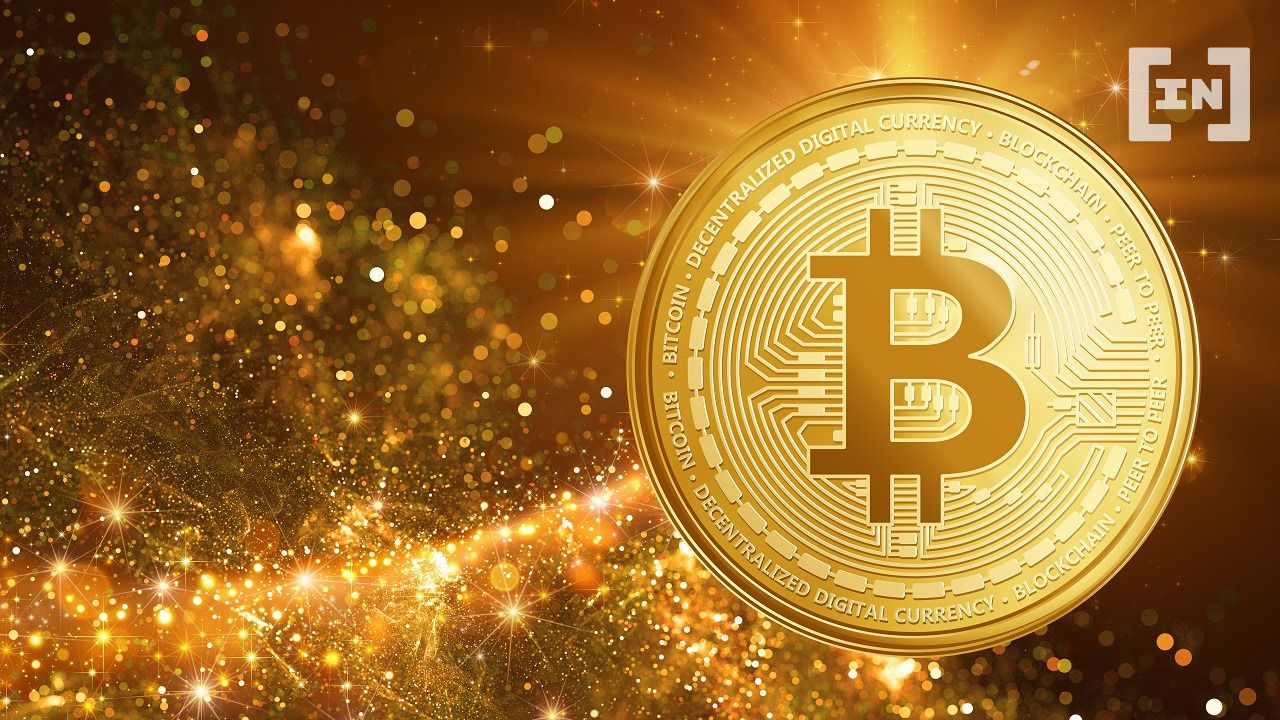 [IN]
BITCOIN • DECENTRALIZED DIGITAL CURRENCY • BLOCKCHAIN • PEER TO PEER •
BITCOIN • DECENTRALIZED DIGITAL CURRENCY • BLOCKCHAIN • PEER TO PEER